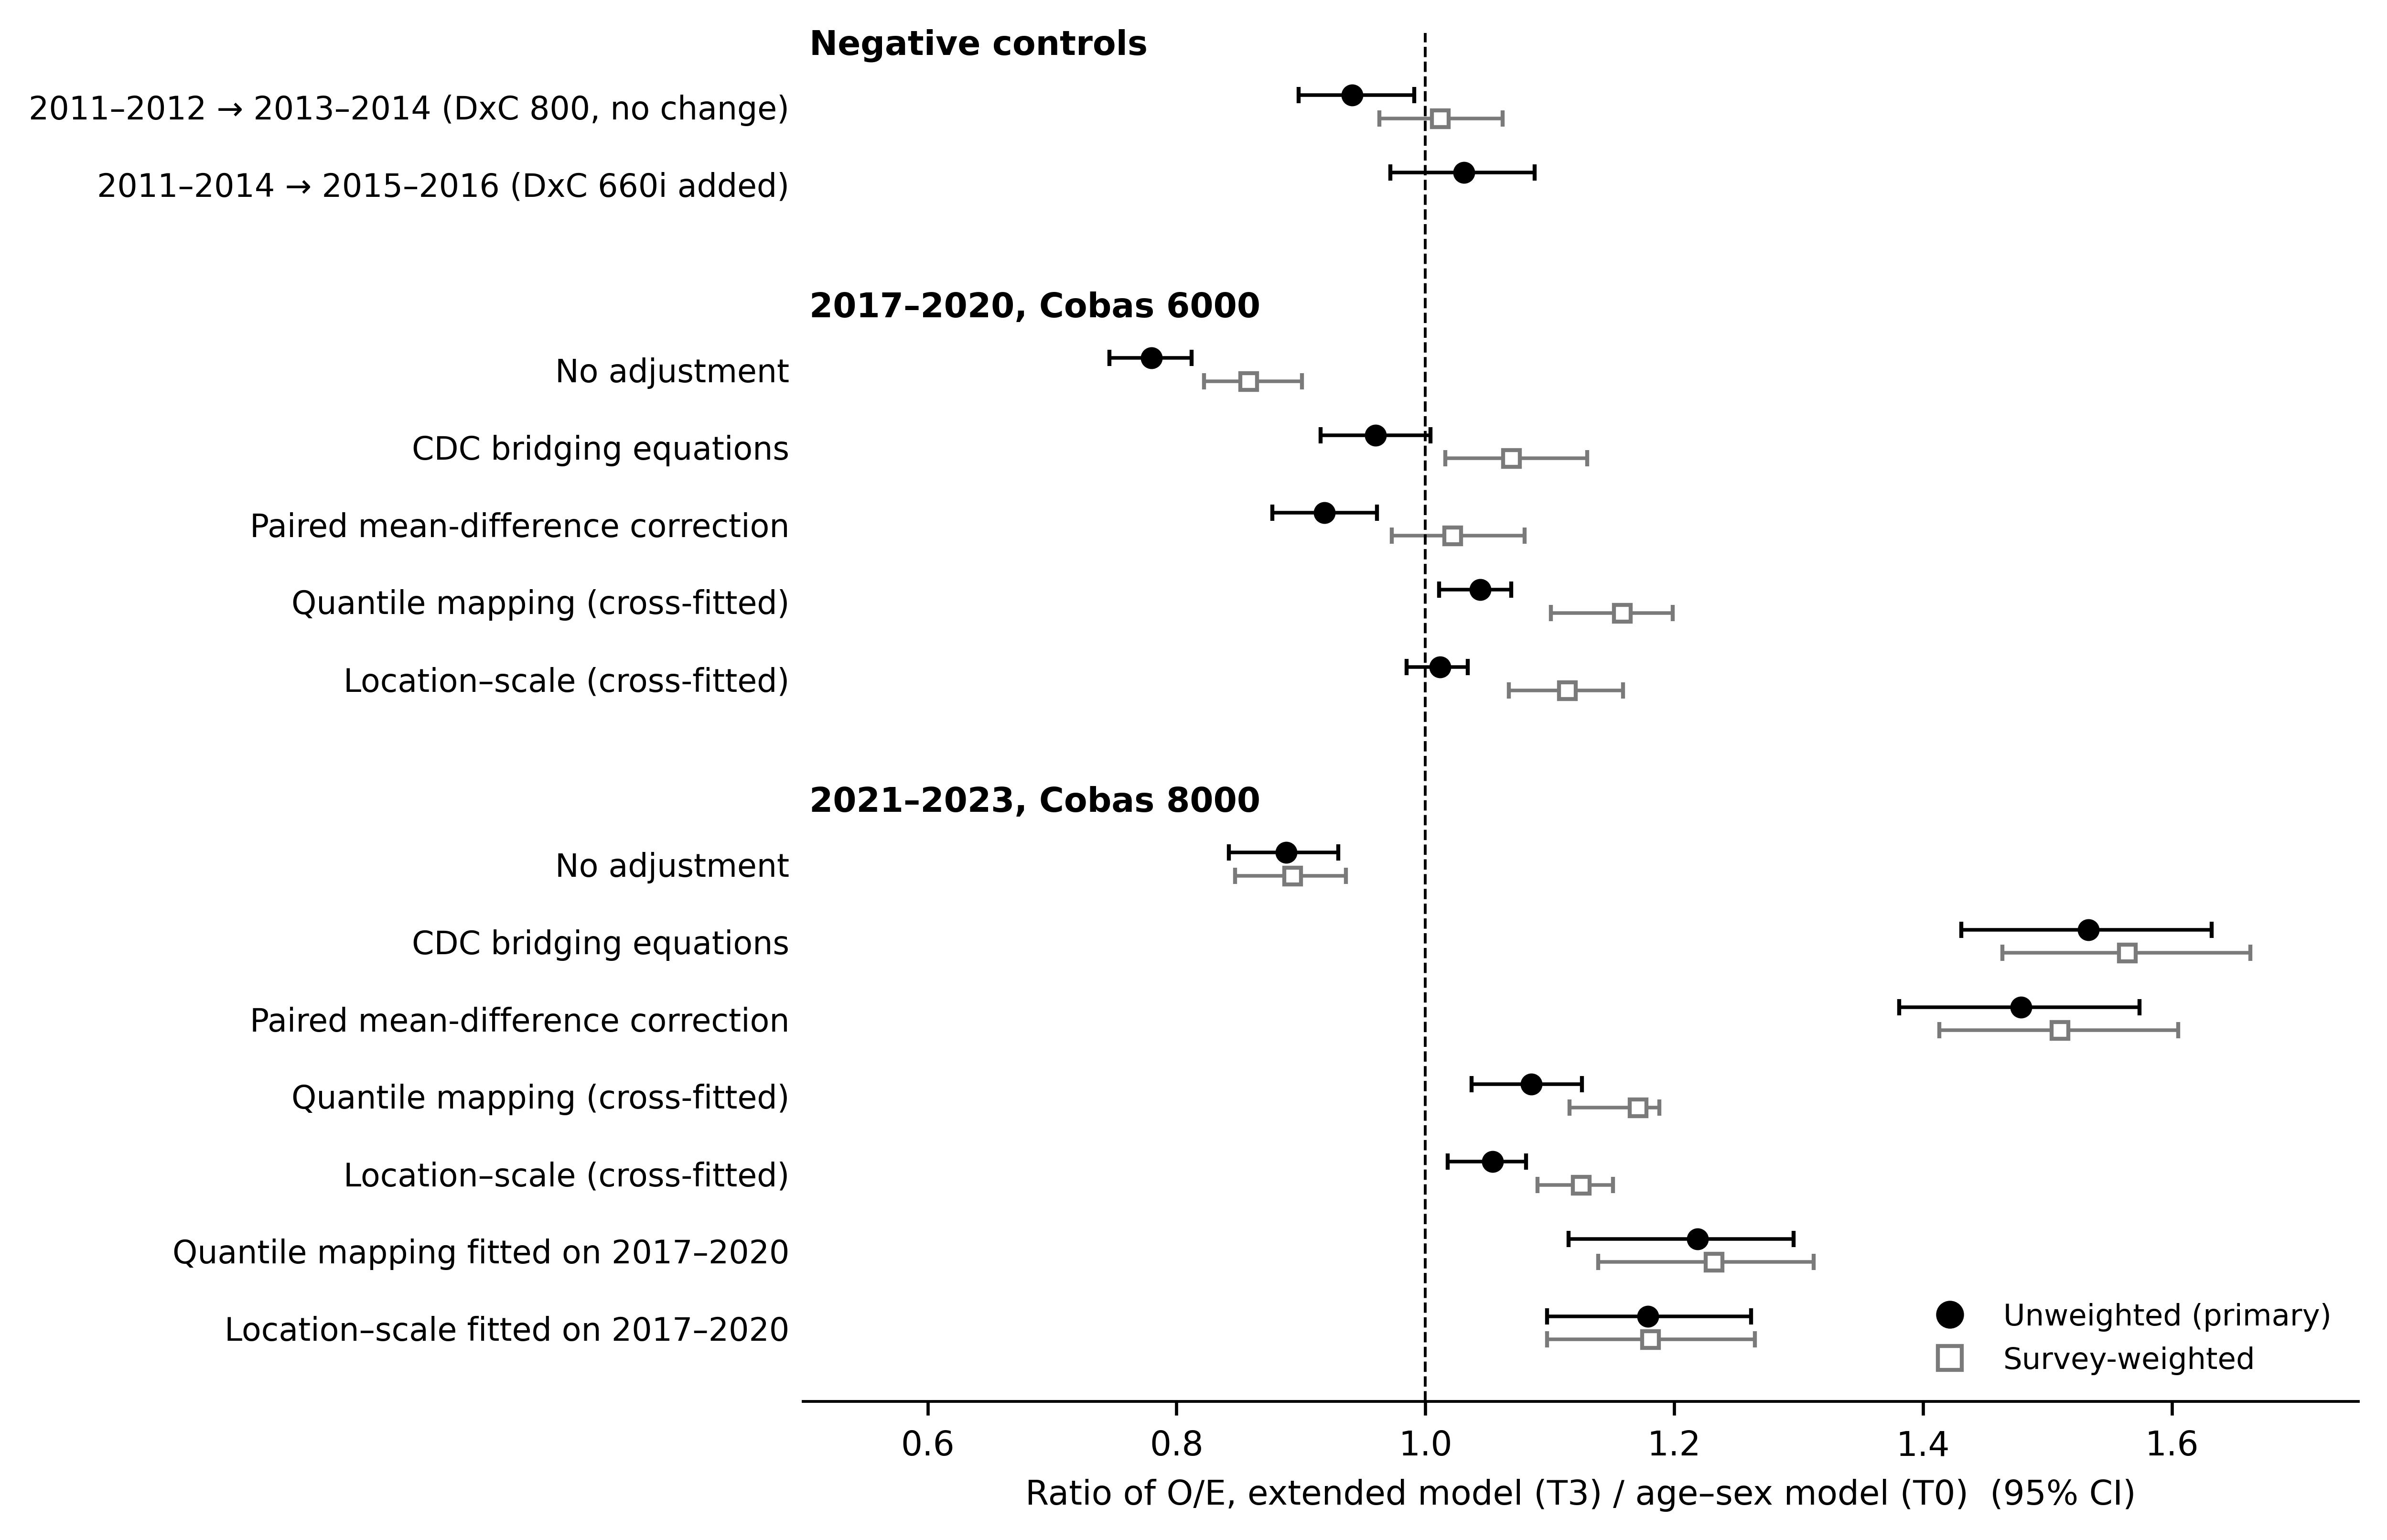 Negative controls
2011–2012 → 2013–2014 (DxC 800, no change)
2011–2014 → 2015–2016 (DxC 660i added)
2017–2020, Cobas 6000
No adjustment
CDC bridging equations
Paired mean-difference correction
Quantile mapping (cross-fitted)
Location–scale (cross-fitted)
2021–2023, Cobas 8000
No adjustment
CDC bridging equations
Paired mean-difference correction
Quantile mapping (cross-fitted)
Location–scale (cross-fitted)
Quantile mapping fitted on 2017–2020
Location–scale fitted on 2017–2020
Unweighted (primary)
Survey-weighted
0.6 0.8 1.0 1.2 1.4 1.6
Ratio of O/E, extended model (T3) / age–sex model (T0) (95% CI)